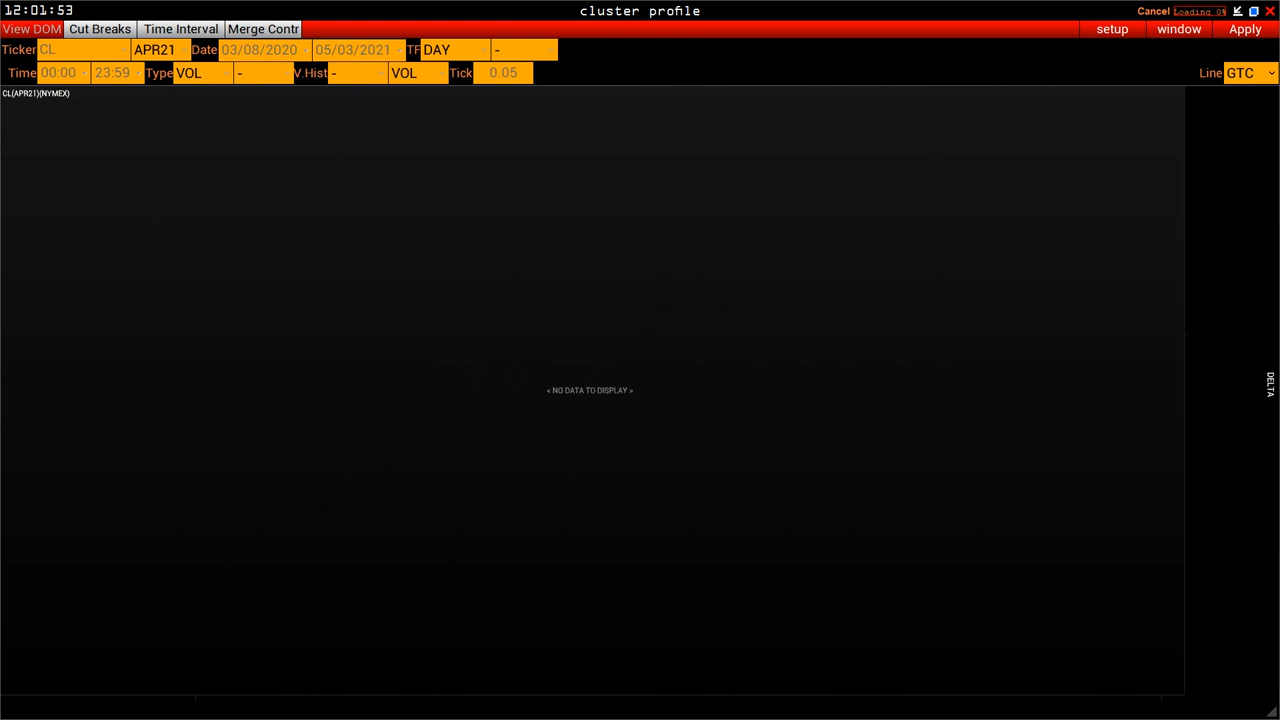 12:01:53 cluster profile Cancel Loading 0%
View DOM Cut Breaks Time Interval Merge Contr setup window Apply
Ticker CL APR21 Date 03/08/2020 05/03/2021 TF DAY -
Time 00:00 23:59 Type VOL - V.Hist - VOL Tick 0.05 Line GTC
CL(APR21)(NYMEX)
< NO DATA TO DISPLAY >
DELTA